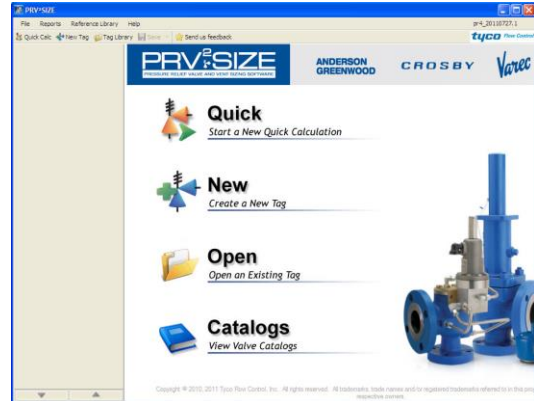 PRV²SIZE
File Reports Reference Library Help
pr4_20110727.1
Quick Calc New Tag Tag Library Save Send us feedback
tyco Flow Control
PRV²SIZE
PRESSURE RELIEF VALVE AND VENT SIZING SOFTWARE
ANDERSON GREENWOOD
CROSBY
Varec
Quick
Start a New Quick Calculation
New
Create a New Tag
Open
Open an Existing Tag
Catalogs
View Valve Catalogs
Copyright © 2010, 2011 Tyco Flow Control, Inc. All rights reserved. All trademarks, trade names and/or registered trademarks referred to in this
respective owners.